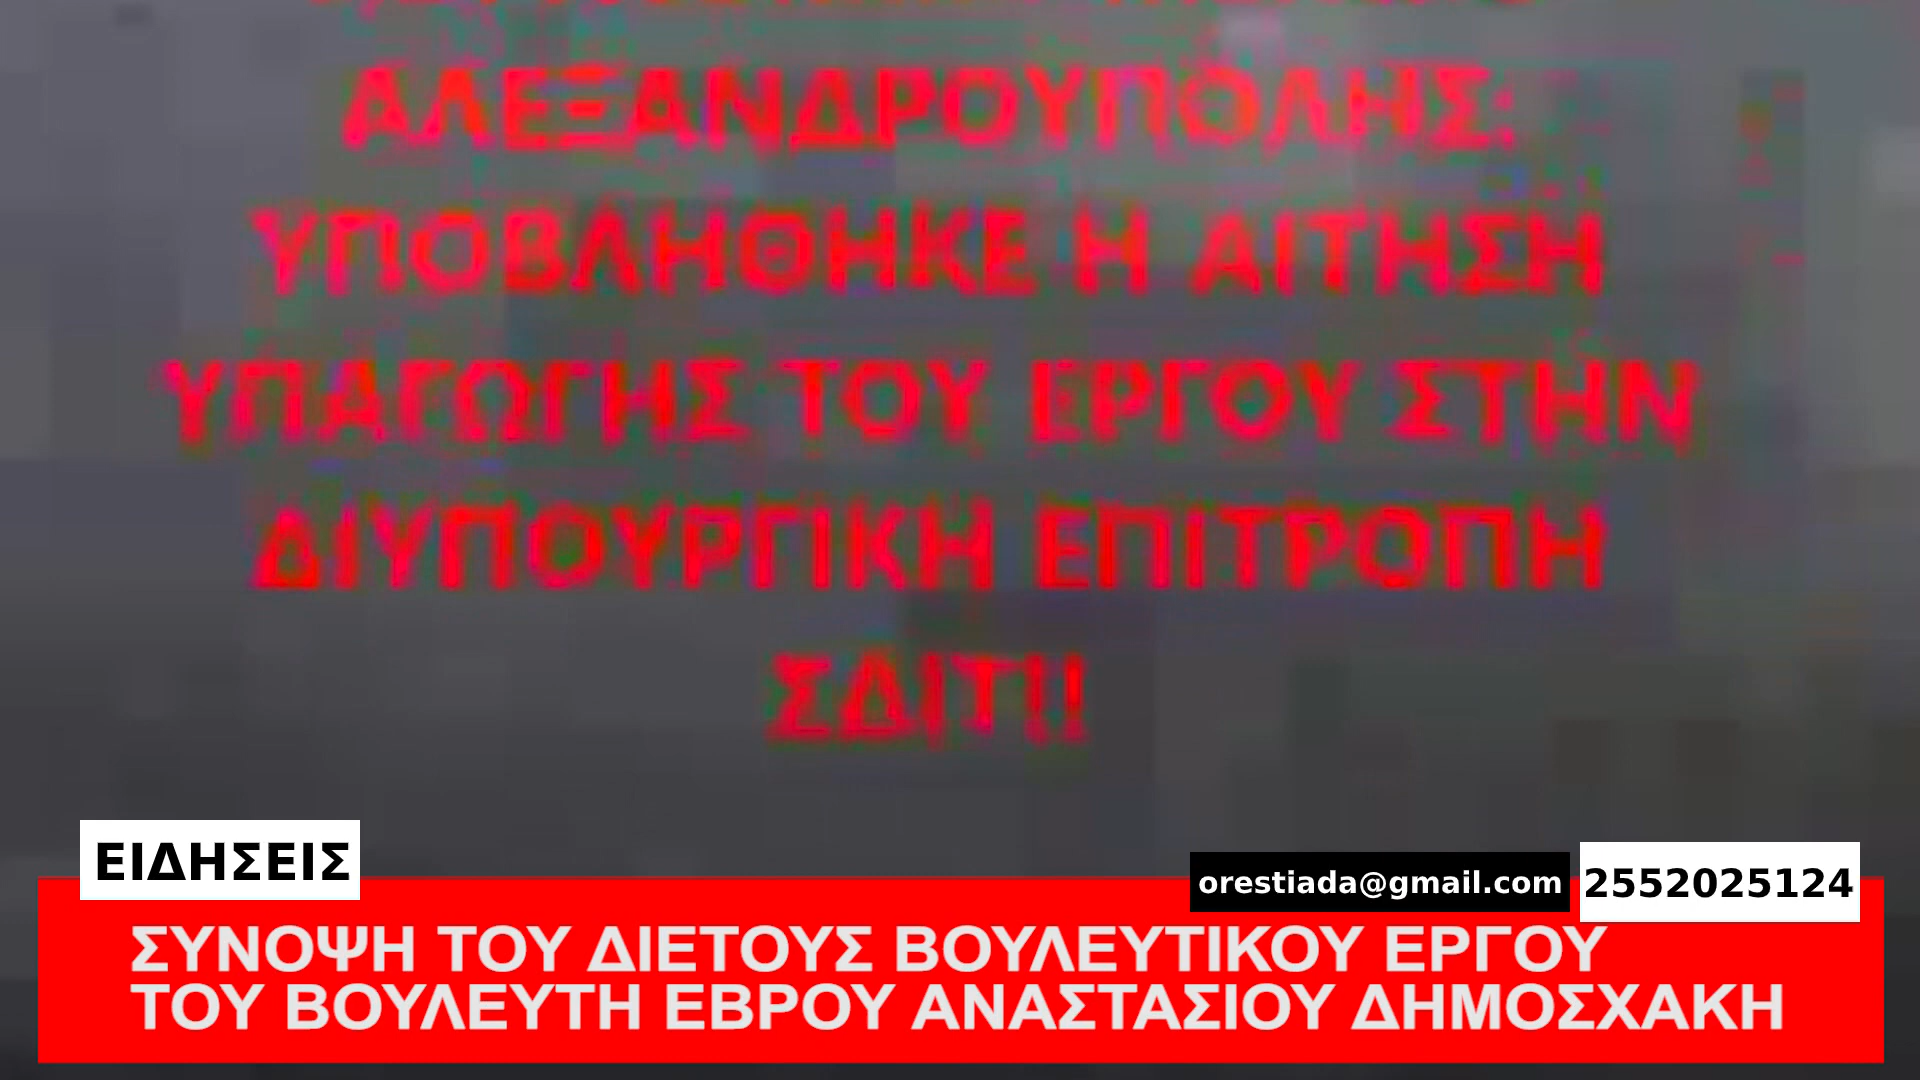 ΑΛΕΞΑΝΔΡΟΥΠΟΛΗΣ:
ΥΠΟΒΛΗΘΗΚΕ Η ΑΙΤΗΣΗ
ΥΠΑΓΩΓΗΣ ΤΟΥ ΕΡΓΟΥ ΣΤΗΝ
ΔΙΥΠΟΥΡΓΙΚΗ ΕΠΙΤΡΟΠΗ
ΣΔΙΤ!!
ΕΙΔΗΣΕΙΣ
orestiada@gmail.com 2552025124
ΣΥΝΟΨΗ ΤΟΥ ΔΙΕΤΟΥΣ ΒΟΥΛΕΥΤΙΚΟΥ ΕΡΓΟΥ
ΤΟΥ ΒΟΥΛΕΥΤΗ ΕΒΡΟΥ ΑΝΑΣΤΑΣΙΟΥ ΔΗΜΟΣΧΑΚΗ